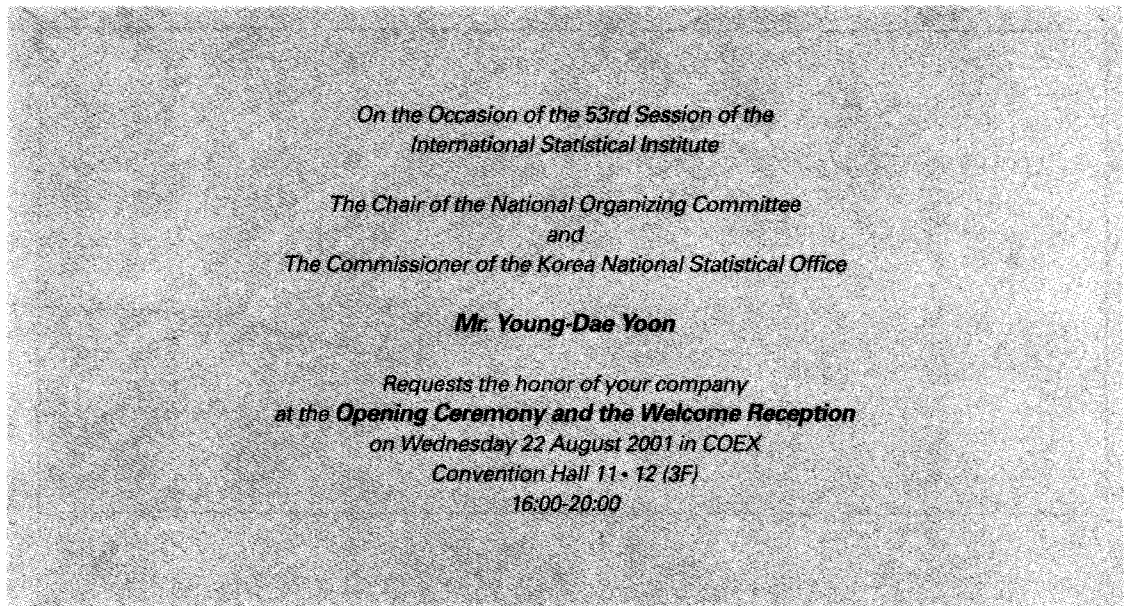 On the Occasion of the 53rd Session of the
International Statistical Institute
The Chair of the National Organizing Committee
and
The Commissioner of the Korea National Statistical Office
Mr. Young-Dae Yoon
Requests the honor of your company
at the Opening Ceremony and the Welcome Reception
on Wednesday 22 August 2001 in COEX
Convention Hall 11 • 12 (3F)
16:00-20:00